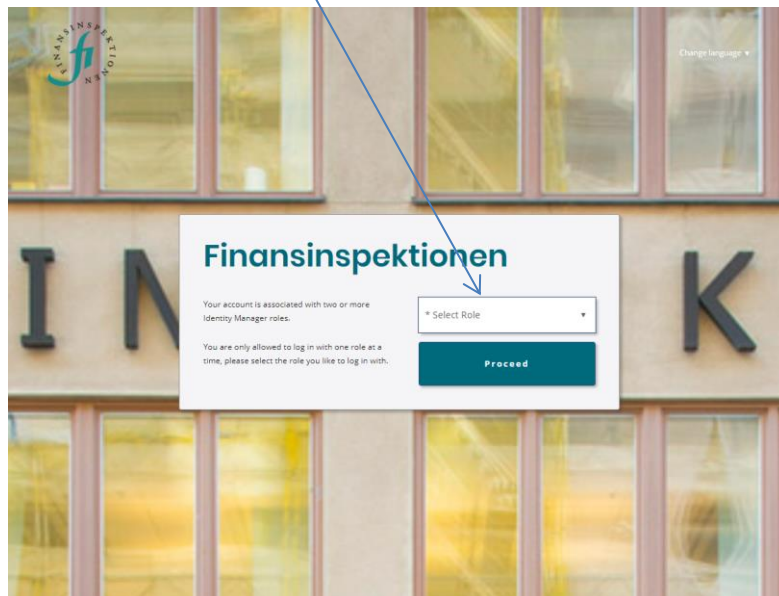 FINANSINSPEKTIONEN
fi
Change language ▾
I N K
Finansinspektionen
Your account is associated with two or more
Identity Manager roles.
You are only allowed to log in with one role at a
time, please select the role you like to log in with.
* Select Role ▾
Proceed